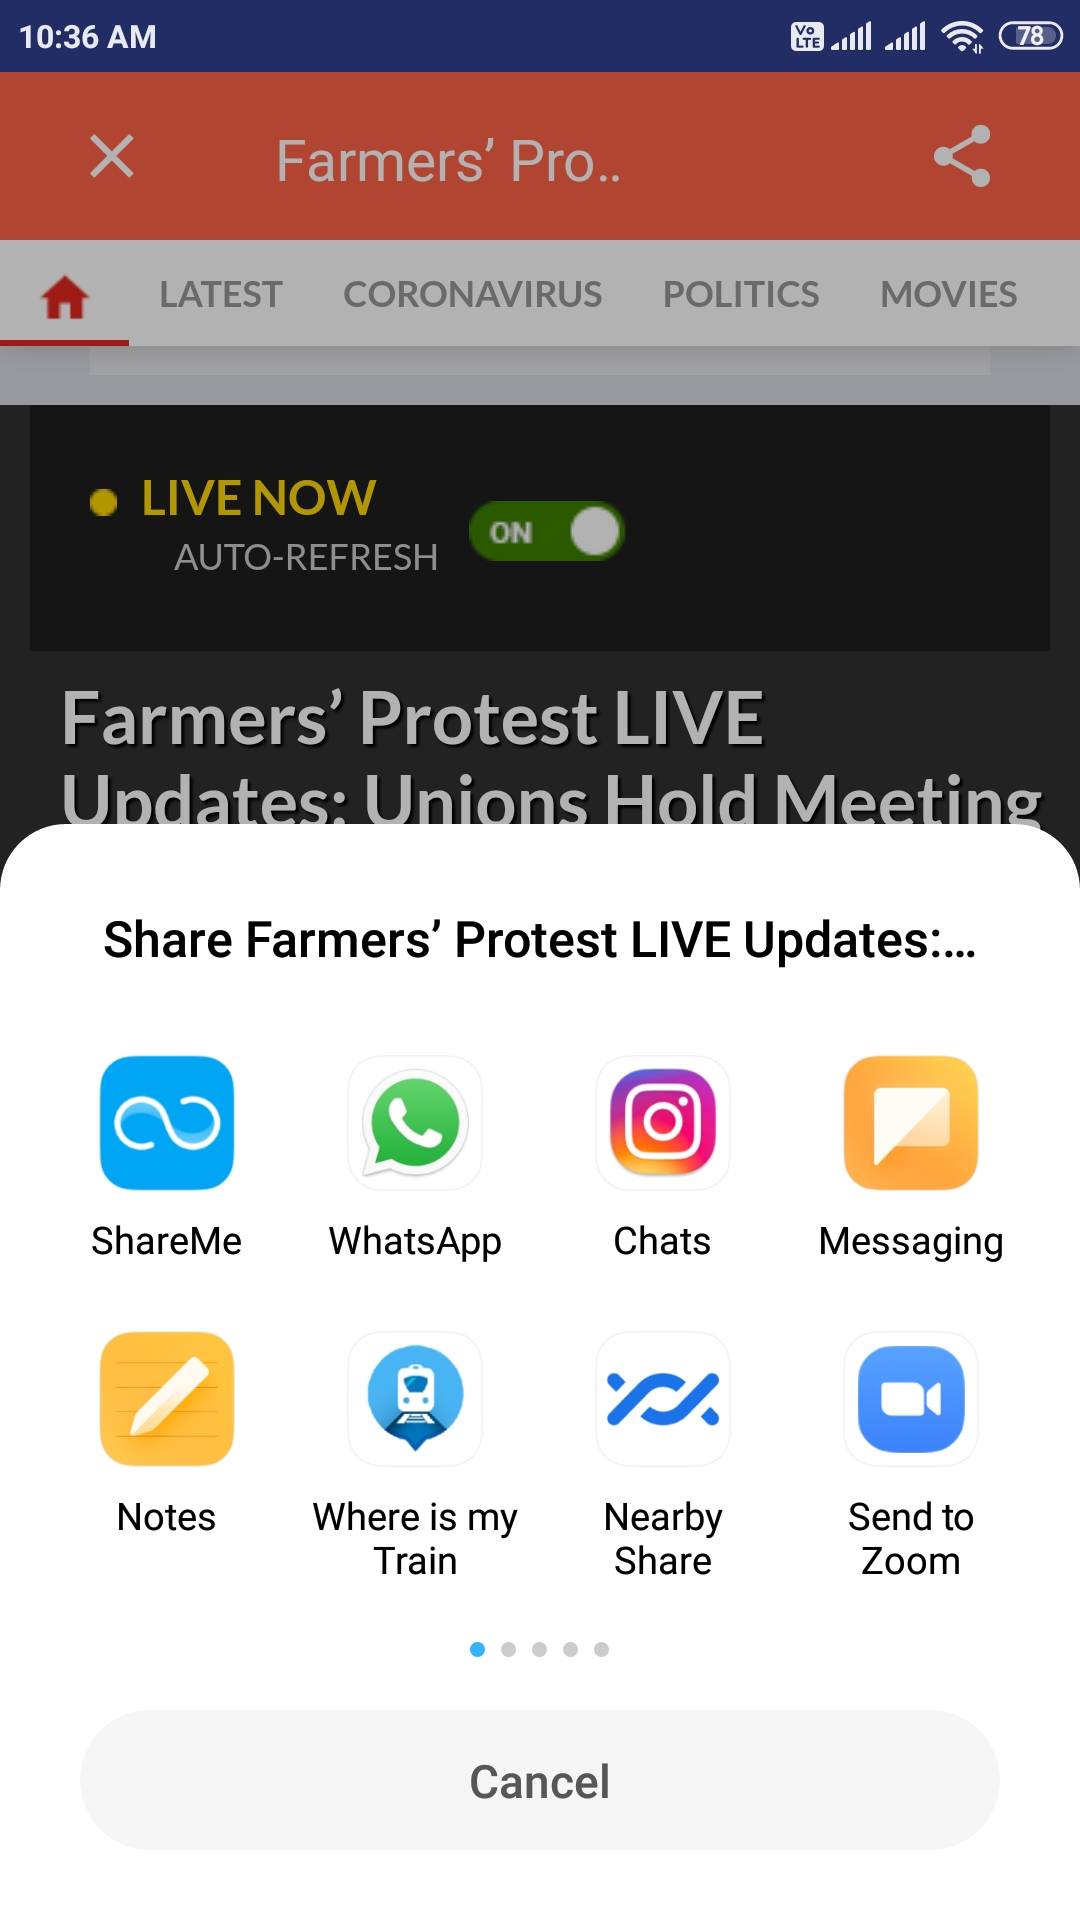 10:36 AM
Vo LTE
78
Farmers’ Pro..
LATEST CORONAVIRUS POLITICS MOVIES
LIVE NOW
AUTO-REFRESH ON
Farmers’ Protest LIVE
Updates: Unions Hold Meeting
Share Farmers’ Protest LIVE Updates:...
ShareMe WhatsApp Chats Messaging
Notes Where is my Train Nearby Share Send to Zoom
Cancel